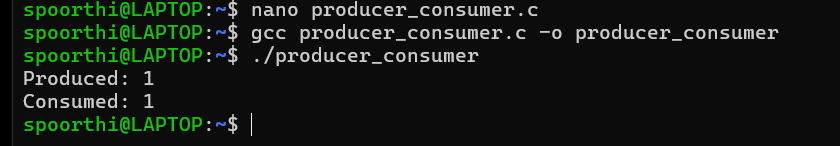 spoorthi@LAPTOP:~$ nano producer_consumer.c
spoorthi@LAPTOP:~$ gcc producer_consumer.c -o producer_consumer
spoorthi@LAPTOP:~$ ./producer_consumer
Produced: 1
Consumed: 1
spoorthi@LAPTOP:~$